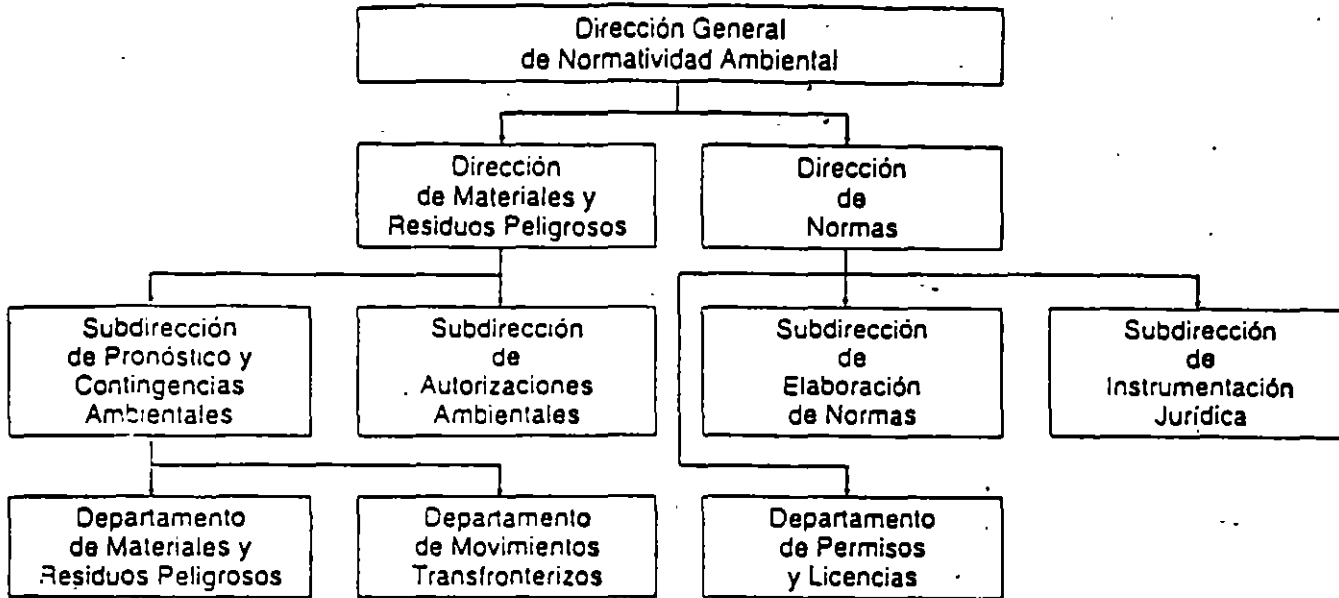 Dirección General
de Normatividad Ambiental
Dirección
de Materiales y
Residuos Peligrosos
Dirección
de
Normas
Subdirección
de Pronóstico y
Contingencias
Ambientales
Subdirección
de
Autorizaciones
Ambientales
Subdirección
de
Elaboración
de Normas
Subdirección
de
Instrumentación
Jurídica
Departamento
de Materiales y
Residuos Peligrosos
Departamento
de Movimientos
Transfronterizos
Departamento
de Permisos
y Licencias